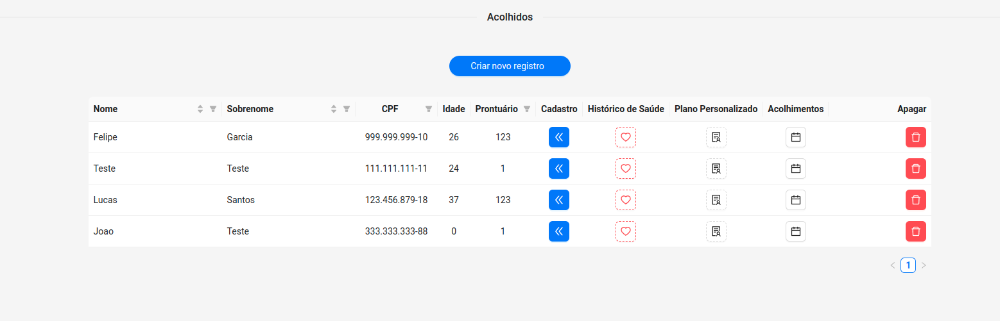 Acolhidos
Criar novo registro
Nome Sobrenome CPF Idade Prontuário Cadastro Histórico de Saúde Plano Personalizado Acolhimentos Apagar
Felipe Garcia 999.999.999-10 26 123
Teste Teste 111.111.111-11 24 1
Lucas Santos 123.456.879-18 37 123
Joao Teste 333.333.333-88 0 1
1